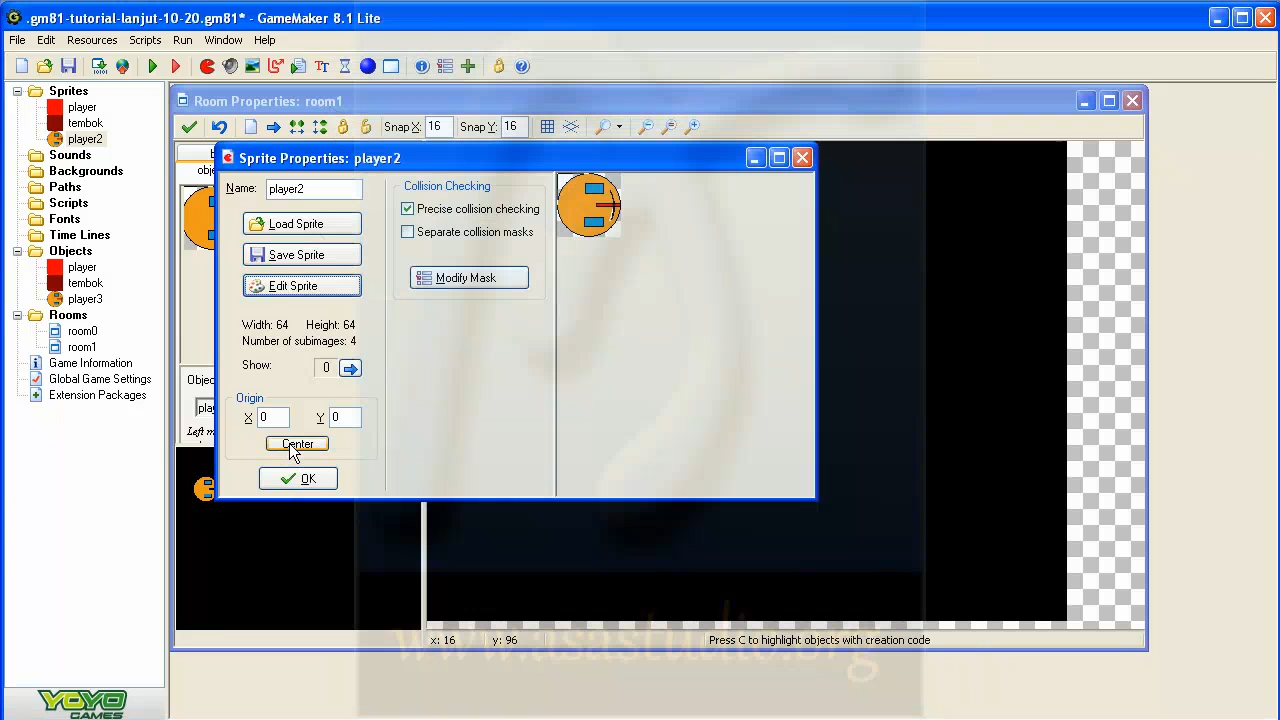 .gm81-tutorial-lanjut-10-20.gm81* - GameMaker 8.1 Lite
File Edit Resources Scripts Run Window Help
Sprites
player
tembok
player2
Sounds
Backgrounds
Paths
Scripts
Fonts
Time Lines
Objects
player
tembok
player3
Rooms
room0
room1
Game Information
Global Game Settings
Extension Packages
YOYO
GAMES
Room Properties: room1
Snap X: 16 Snap Y: 16
Sprite Properties: player2
Name: player2
Load Sprite
Save Sprite
Edit Sprite
Width: 64 Height: 64
Number of subimages: 4
Show: 0
Origin
X 0 Y 0
Center
OK
Collision Checking
Precise collision checking
Separate collision masks
Modify Mask
x: 16 y: 96 Press C to highlight objects with creation code
www.asastudio.org